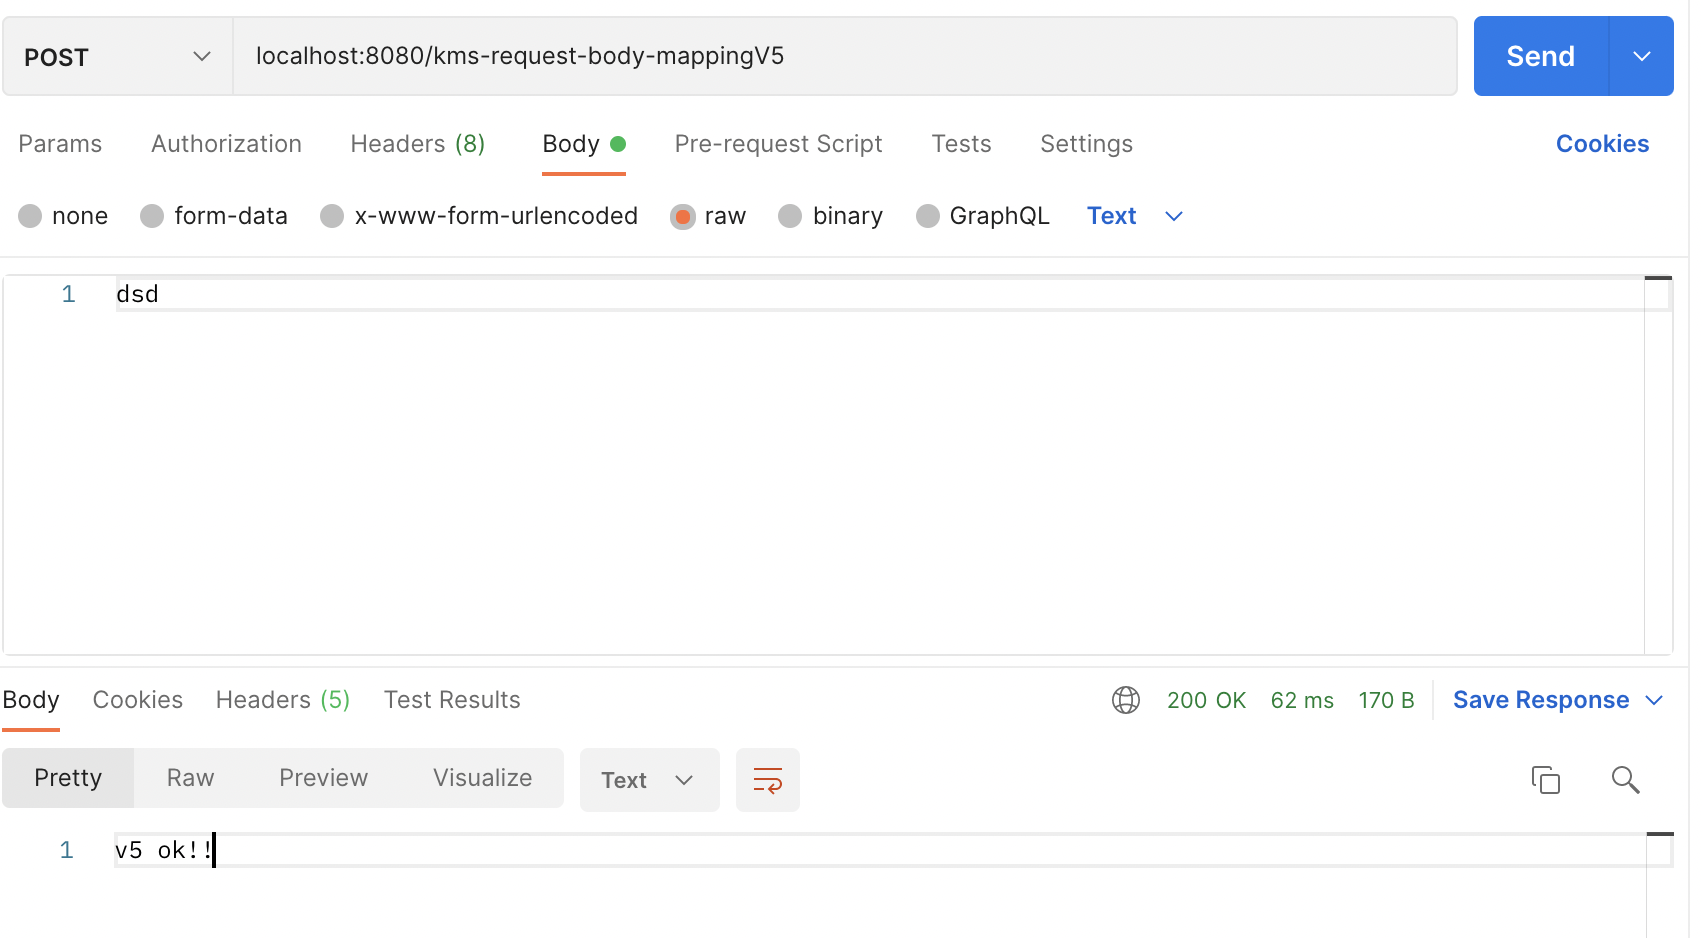 POST localhost:8080/kms-request-body-mappingV5 Send
Params Authorization Headers (8) Body Pre-request Script Tests Settings Cookies
none form-data x-www-form-urlencoded raw binary GraphQL Text
1 dsd
Body Cookies Headers (5) Test Results 200 OK 62 ms 170 B Save Response
Pretty Raw Preview Visualize Text
1 v5 ok!!